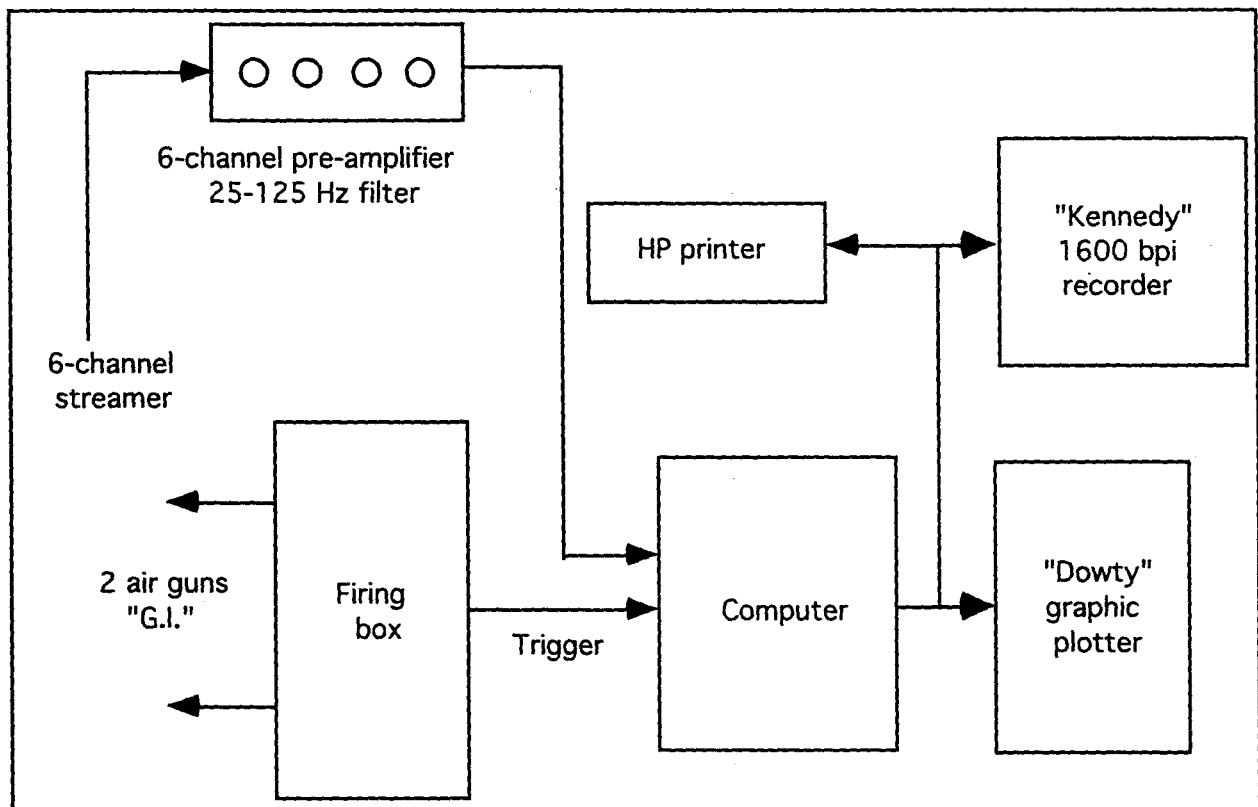 6-channel pre-amplifier
25-125 Hz filter
HP printer
"Kennedy"
1600 bpi
recorder
6-channel
streamer
2 air guns
"G.I."
Firing
box
Trigger
Computer
"Dowty"
graphic
plotter